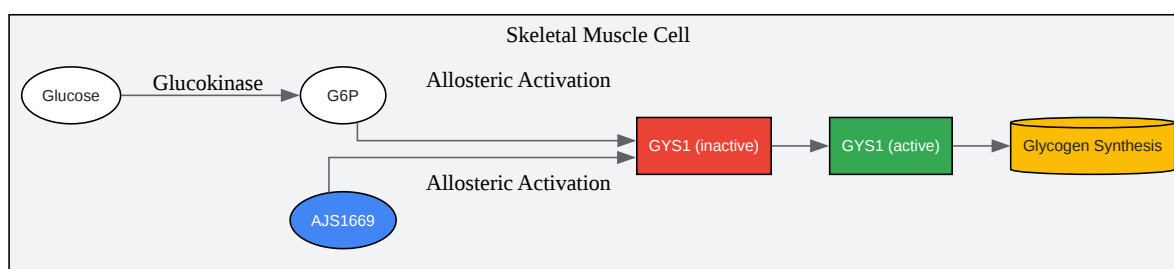 Skeletal Muscle Cell
Glucose
Glucokinase
G6P
Allosteric Activation
GYS1 (inactive)
GYS1 (active)
Glycogen Synthesis
Allosteric Activation
AJS1669